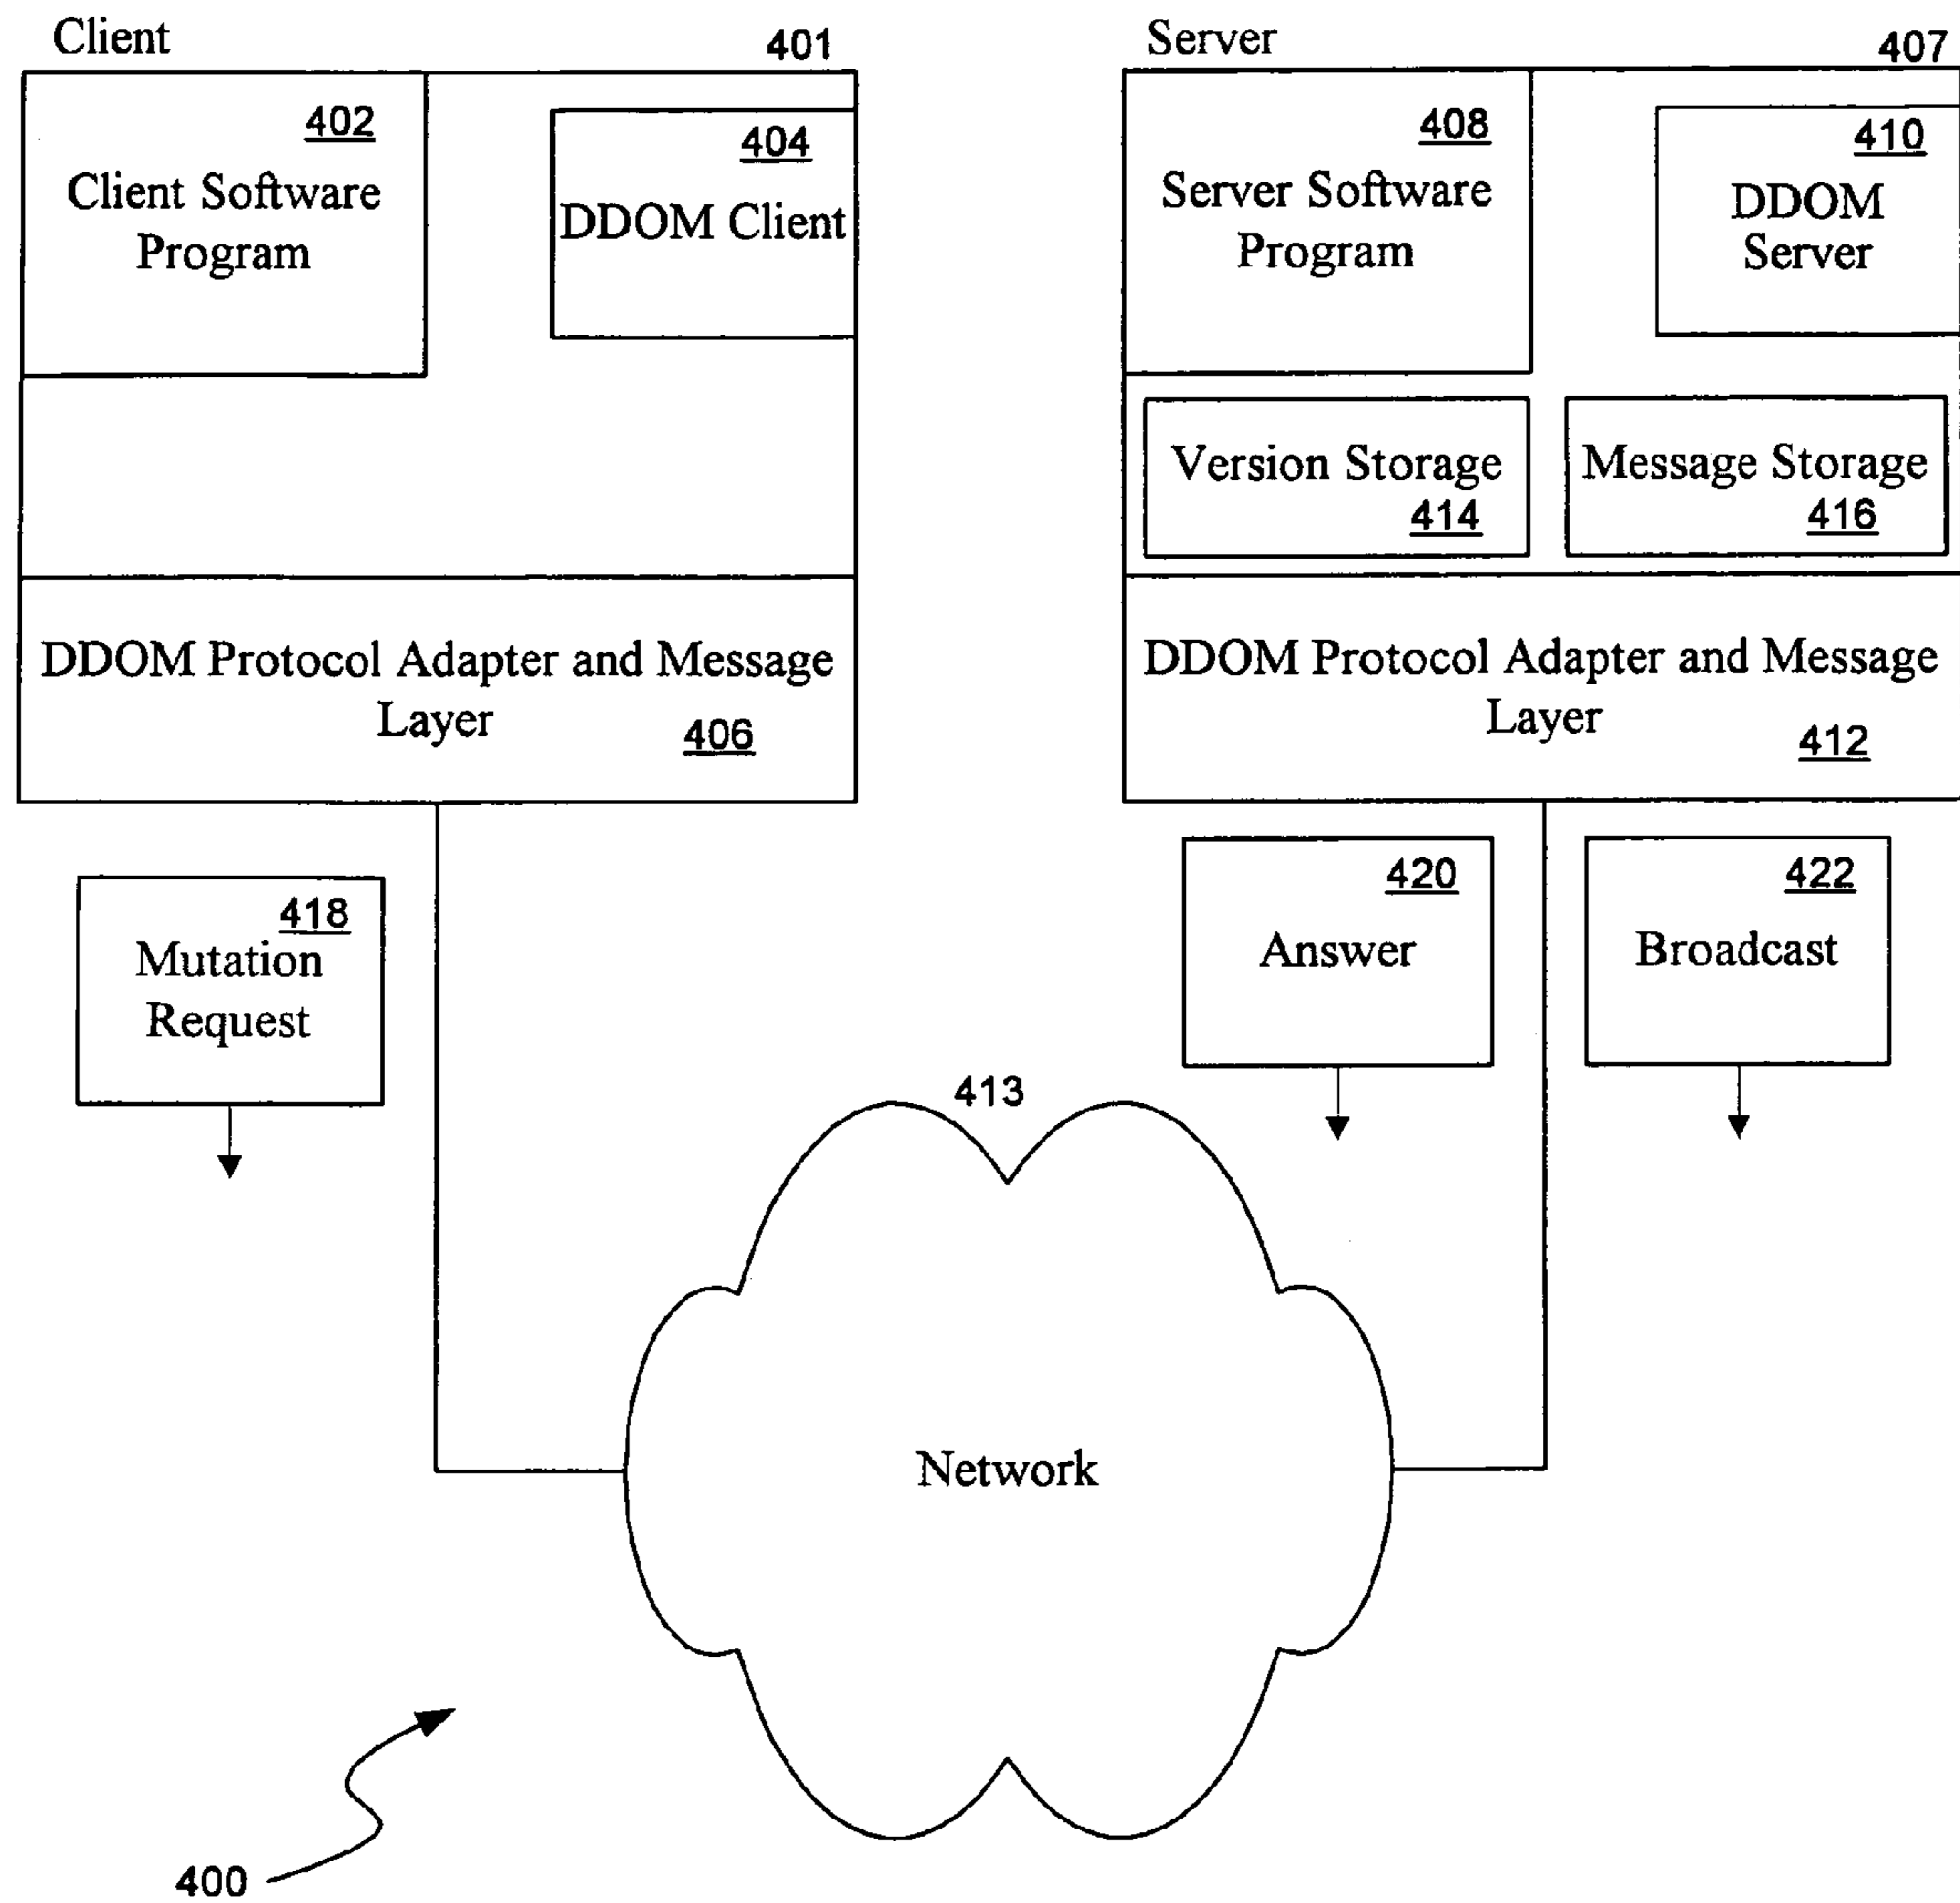 Client
401
402
Client Software
Program
404
DDOM Client
DDOM Protocol Adapter and Message
Layer
406
Server
407
408
Server Software
Program
410
DDOM
Server
Version Storage
414
Message Storage
416
DDOM Protocol Adapter and Message
Layer
412
418
Mutation
Request
420
Answer
422
Broadcast
413
Network
400